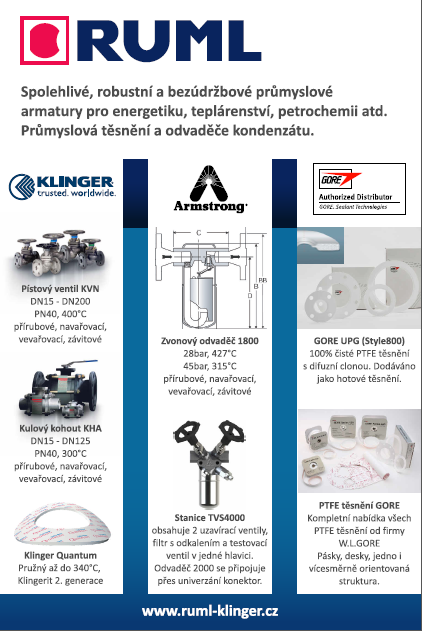 RUML
Spolehlivé, robustní a bezúdržbové průmyslové
armatury pro energetiku, teplárenství, petrochemii atd.
Průmyslová těsnění a odvaděče kondenzátu.
KLINGER
trusted. worldwide.
Pístový ventil KVN
DN15 - DN200
PN40, 400°C
přírubové, navařovací,
vevařovací, závitové
Kulový kohout KHA
DN15 - DN125
PN40, 300°C
přírubové, navařovací,
vevařovací, závitové
Klinger Quantum
Pružný až do 340°C,
Klingerit 2. generace
Armstrong
C
BB
B
D
Zvonový odvaděč 1800
28bar, 427°C
45bar, 315°C
přírubové, navařovací,
vevařovací, závitové
Stanice TVS4000
obsahuje 2 uzavírací ventily,
filtr s odkalením a testovací
ventil v jedné hlavici.
Odvaděč 2000 se připojuje
přes univerzání konektor.
GORE
Authorized Distributor
GORE. Sealant Technologies
GORE UPG (Style800)
100% čisté PTFE těsnění
s difuzní clonou. Dodáváno
jako hotové těsnění.
PTFE těsnění GORE
Kompletní nabídka všech
PTFE těsnění od firmy
W.L.GORE
Pásky, desky, jedno i
vícesměrně orientovaná
struktura.
www.ruml-klinger.cz